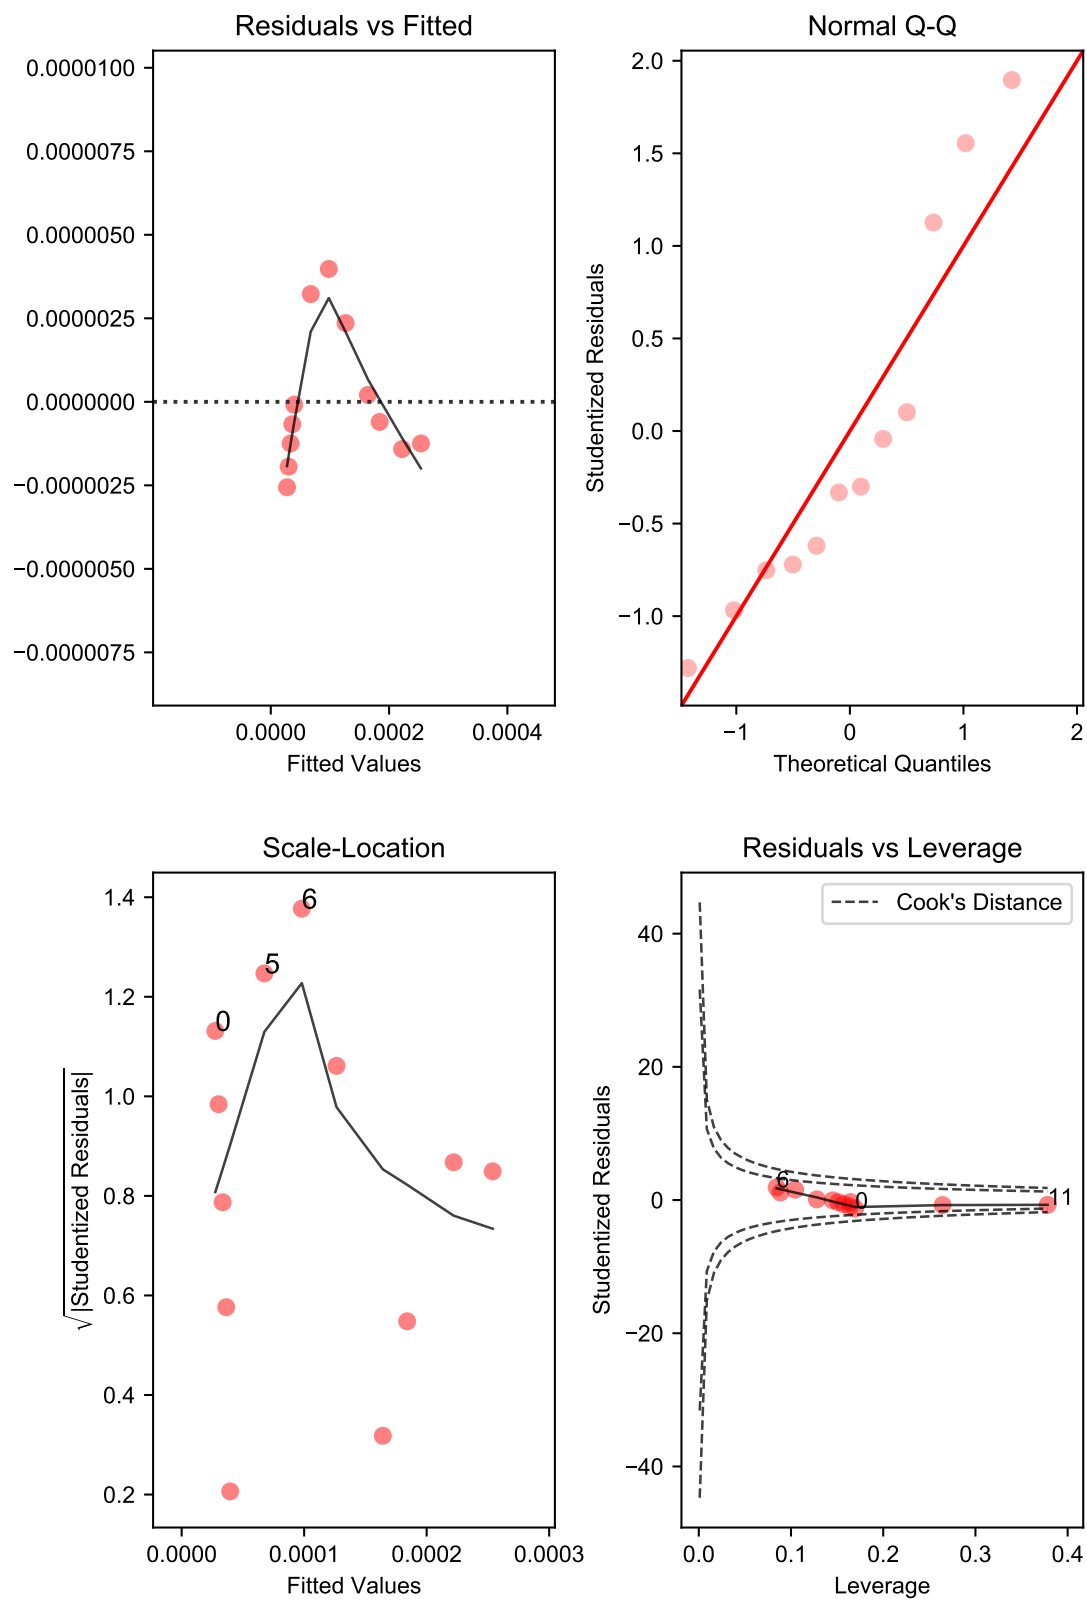 Residuals vs Fitted
0.0000100
0.0000075
0.0000050
0.0000025
0.0000000
−0.0000025
−0.0000050
−0.0000075
0.0000 0.0002 0.0004
Fitted Values
Normal Q-Q
2.0
1.5
1.0
0.5
0.0
−0.5
−1.0
Studentized Residuals
−1 0 1 2
Theoretical Quantiles
Scale-Location
1.4
1.2
1.0
0.8
0.6
0.4
0.2
√|Studentized Residuals|
6
5
0
0.0000 0.0001 0.0002 0.0003
Fitted Values
Residuals vs Leverage
Cook's Distance
40
20
0
−20
−40
Studentized Residuals
6
0
11
0.0 0.1 0.2 0.3 0.4
Leverage